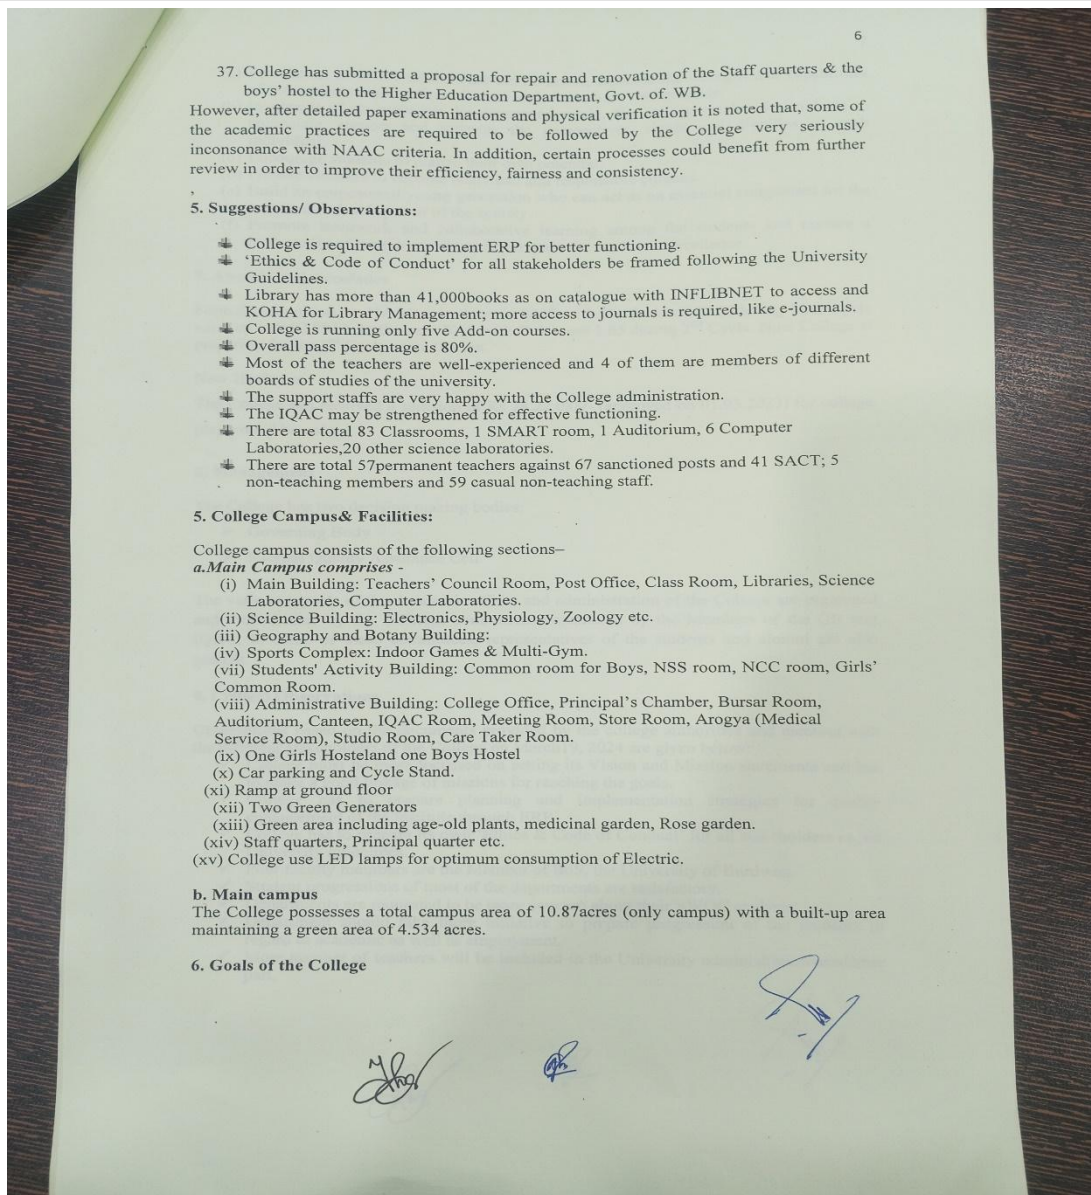 6
37. College has submitted a proposal for repair and renovation of the Staff quarters & the
boys’ hostel to the Higher Education Department, Govt. of. WB.
However, after detailed paper examinations and physical verification it is noted that, some of
the academic practices are required to be followed by the College very seriously
inconsonance with NAAC criteria. In addition, certain processes could benefit from further
review in order to improve their efficiency, fairness and consistency.
,
5. Suggestions/ Observations:
College is required to implement ERP for better functioning.
‘Ethics & Code of Conduct’ for all stakeholders be framed following the University
Guidelines.
Library has more than 41,000books as on catalogue with INFLIBNET to access and
KOHA for Library Management; more access to journals is required, like e-journals.
College is running only five Add-on courses.
Overall pass percentage is 80%.
Most of the teachers are well-experienced and 4 of them are members of different
boards of studies of the university.
The support staffs are very happy with the College administration.
The IQAC may be strengthened for effective functioning.
There are total 83 Classrooms, 1 SMART room, 1 Auditorium, 6 Computer
Laboratories,20 other science laboratories.
There are total 57permanent teachers against 67 sanctioned posts and 41 SACT; 5
non-teaching members and 59 casual non-teaching staff.
5. College Campus& Facilities:
College campus consists of the following sections–
a.Main Campus comprises -
(i) Main Building: Teachers’ Council Room, Post Office, Class Room, Libraries, Science
Laboratories, Computer Laboratories.
(ii) Science Building: Electronics, Physiology, Zoology etc.
(iii) Geography and Botany Building:
(iv) Sports Complex: Indoor Games & Multi-Gym.
(vii) Students' Activity Building: Common room for Boys, NSS room, NCC room, Girls’
Common Room.
(viii) Administrative Building: College Office, Principal’s Chamber, Bursar Room,
Auditorium, Canteen, IQAC Room, Meeting Room, Store Room, Arogya (Medical
Service Room), Studio Room, Care Taker Room.
(ix) One Girls Hosteland one Boys Hostel
(x) Car parking and Cycle Stand.
(xi) Ramp at ground floor
(xii) Two Green Generators
(xiii) Green area including age-old plants, medicinal garden, Rose garden.
(xiv) Staff quarters, Principal quarter etc.
(xv) College use LED lamps for optimum consumption of Electric.
b. Main campus
The College possesses a total campus area of 10.87acres (only campus) with a built-up area
maintaining a green area of 4.534 acres.
6. Goals of the College